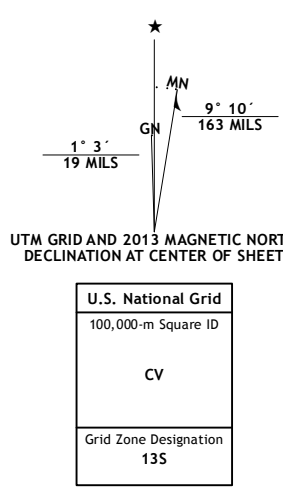 ★
MN
GN
9° 10´
163 MILS
1° 3´
19 MILS
UTM GRID AND 2013 MAGNETIC NORT
DECLINATION AT CENTER OF SHEET
U.S. National Grid
100,000-m Square ID
CV
Grid Zone Designation
13S